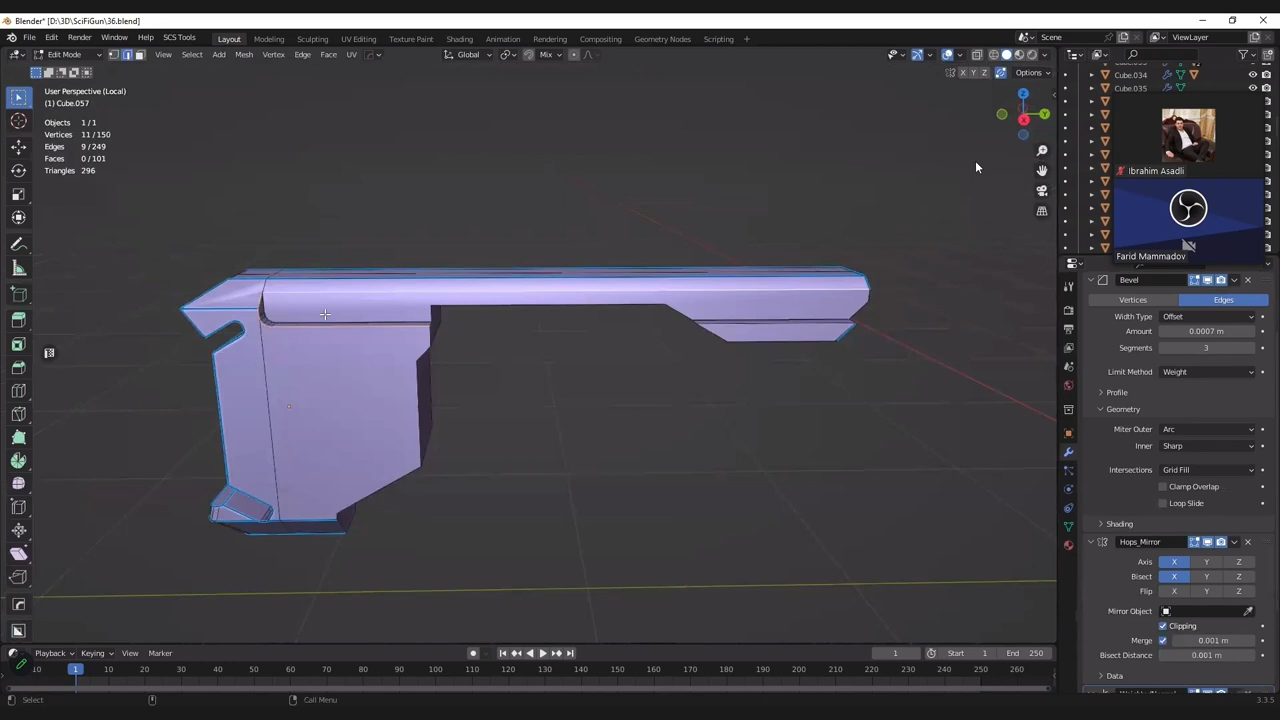 Blender* [D:\3D\SciFiGun\36.blend]
File Edit Render Window Help SCS Tools Layout Modeling Sculpting UV Editing Texture Paint Shading Animation Rendering Compositing Geometry Nodes Scripting + Scene ViewLayer
Edit Mode View Select Add Mesh Vertex Edge Face UV Global Mix
X Y Z Options
User Perspective (Local)
(1) Cube.057
Objects 1/1
Vertices 11/150
Edges 9/249
Faces 0/101
Triangles 296
Z
Y
X
Cube.034
Cube.035
Ibrahim Asadli
Farid Mammadov
Bevel
Vertices Edges
Width Type Offset
Amount 0.0007 m
Segments 3
Limit Method Weight
Profile
Geometry
Miter Outer Arc
Inner Sharp
Intersections Grid Fill
Clamp Overlap
Loop Slide
Shading
Hops_Mirror
Axis X Y Z
Bisect X Y Z
Flip X Y Z
Mirror Object
Clipping
Merge 0.001 m
Bisect Distance 0.001 m
Data
Playback Keying View Marker 1 Start 1 End 250
1 10 20 30 40 50 60 70 80 90 100 110 120 130 140 150 160 170 180 190 200 210 220 230 240 250 260
Select Call Menu 3.3.5